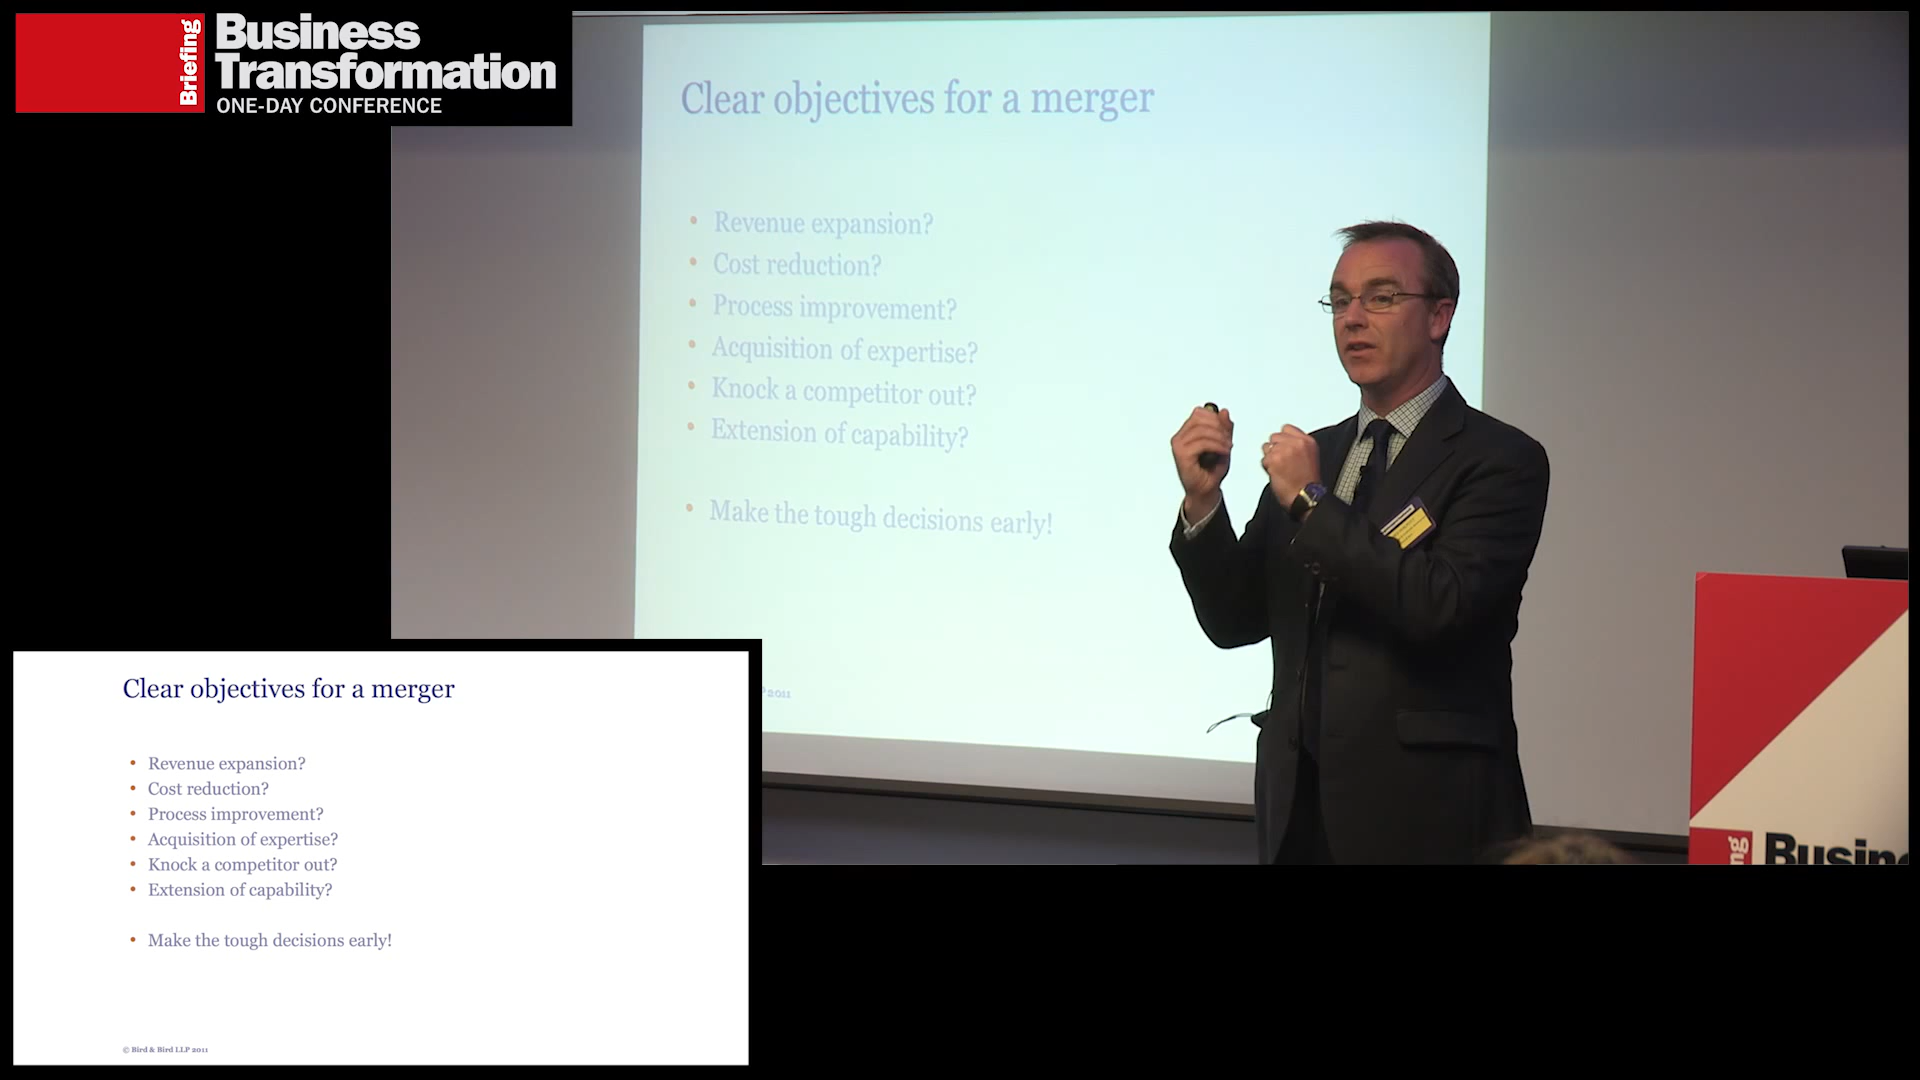 Briefing
Business
Transformation
ONE-DAY CONFERENCE
Clear objectives for a merger
• Revenue expansion?
• Cost reduction?
• Process improvement?
• Acquisition of expertise?
• Knock a competitor out?
• Extension of capability?
• Make the tough decisions early!
P 2011
Clear objectives for a merger
• Revenue expansion?
• Cost reduction?
• Process improvement?
• Acquisition of expertise?
• Knock a competitor out?
• Extension of capability?
• Make the tough decisions early!
© Bird & Bird LLP 2011
ng
Busin